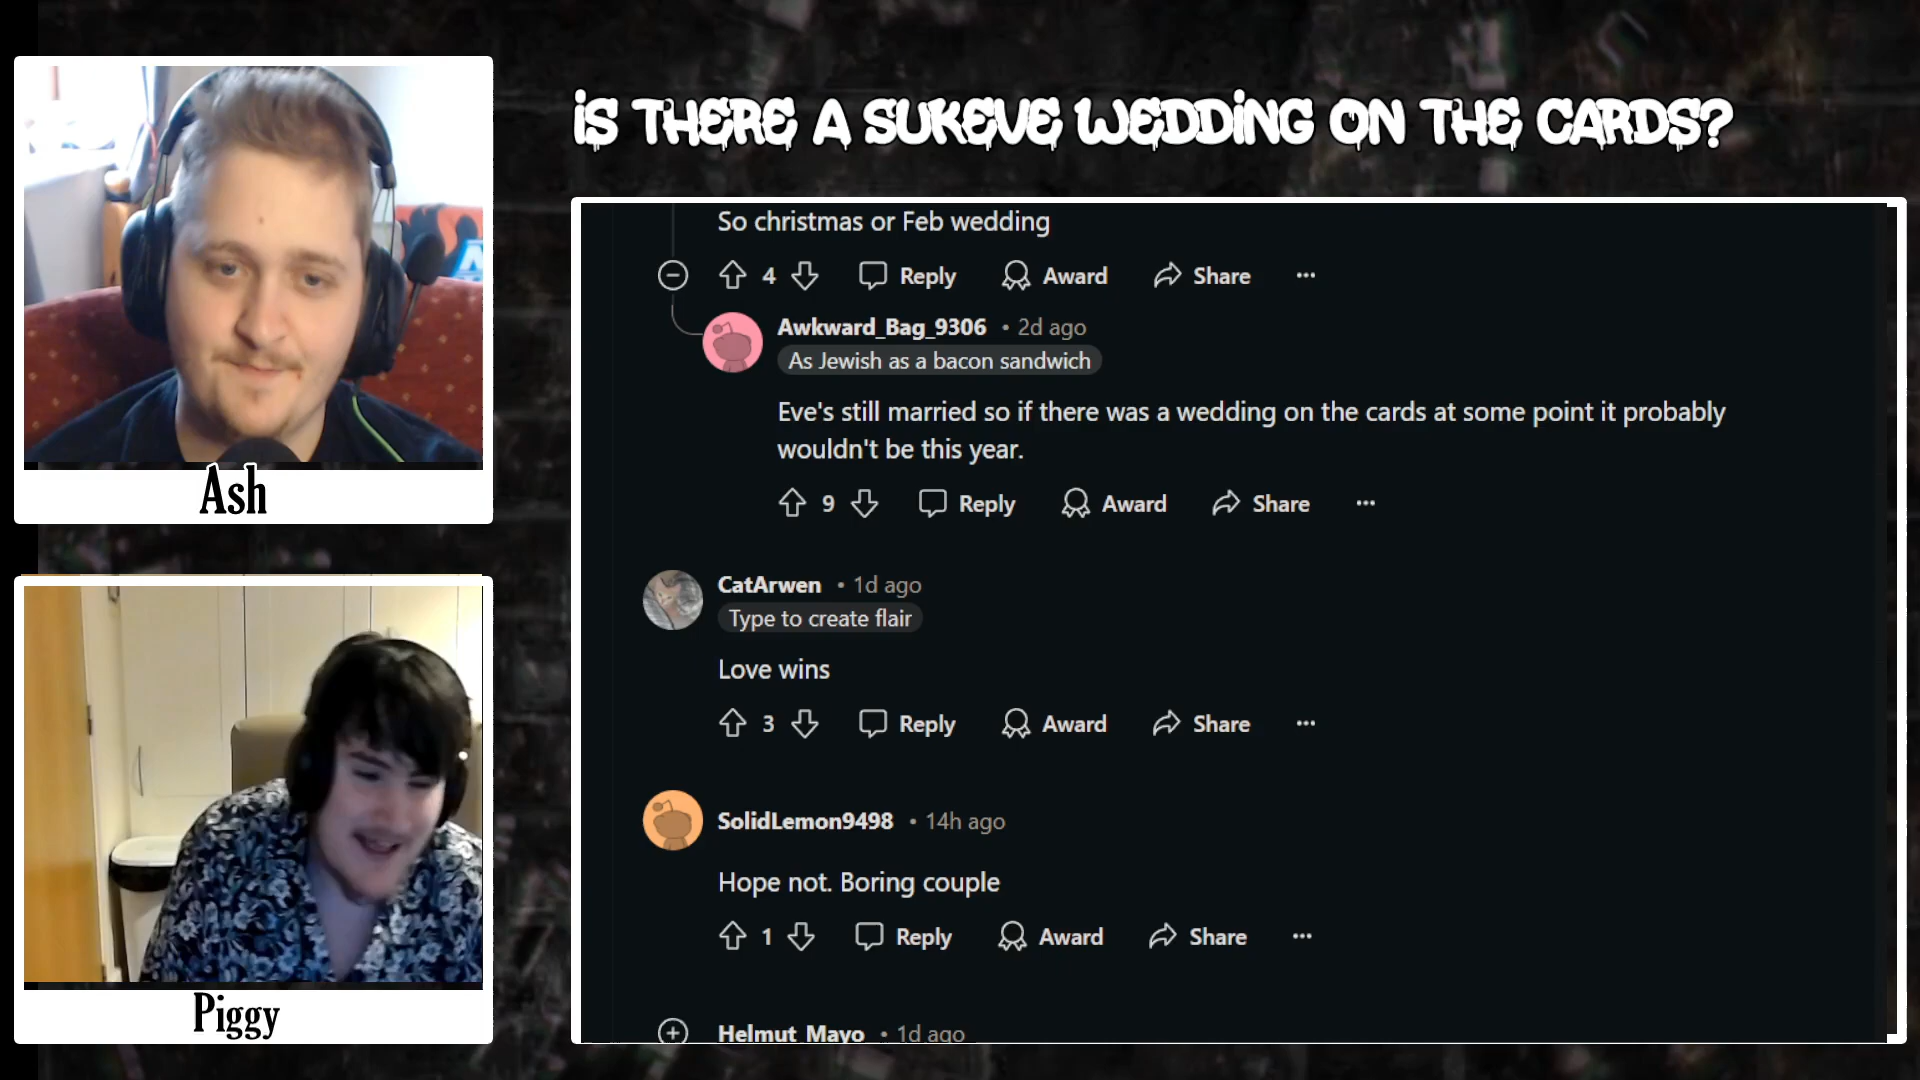 iS THERE A SUKEVE WEDDiNG ON THE CARDS?
Ash
Piggy
So christmas or Feb wedding
4 Reply Award Share
Awkward_Bag_9306 • 2d ago
As Jewish as a bacon sandwich
Eve's still married so if there was a wedding on the cards at some point it probably
wouldn't be this year.
9 Reply Award Share
CatArwen • 1d ago
Type to create flair
Love wins
3 Reply Award Share
SolidLemon9498 • 14h ago
Hope not. Boring couple
1 Reply Award Share
Helmut_Mayo • 1d ago